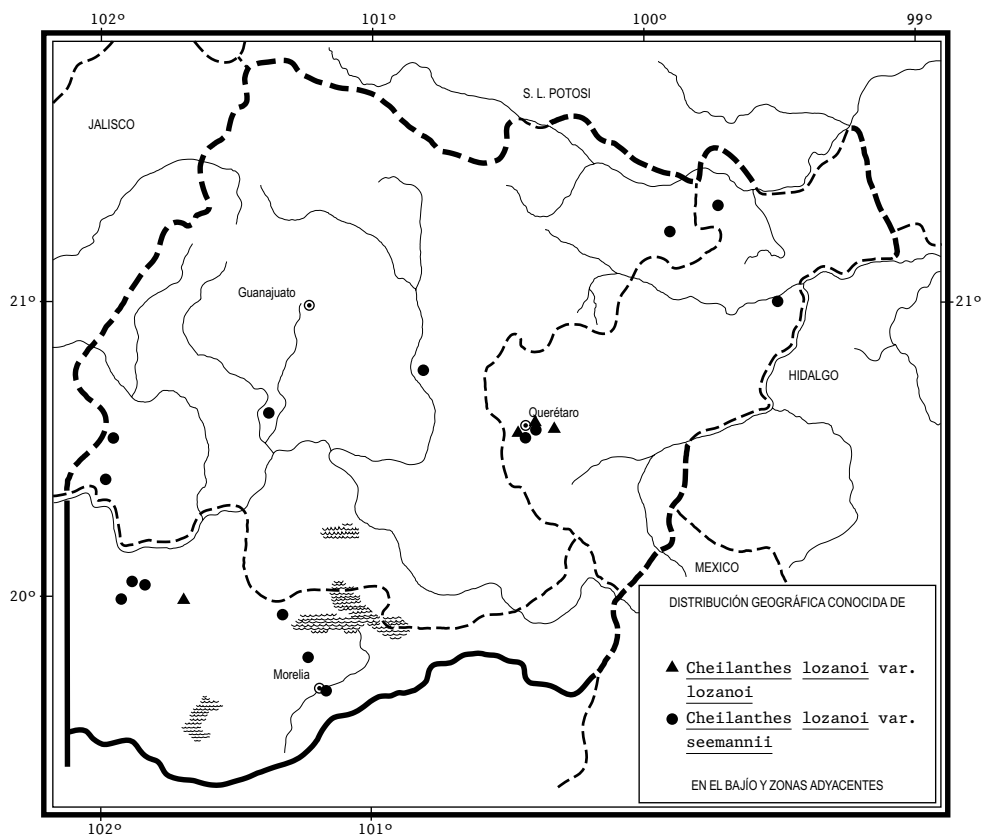 102º 101º 100º 99º
S. L. POTOSI
JALISCO
Guanajuato
21º 21º
HIDALGO
Querétaro
MEXICO
20º
DISTRIBUCIÓN GEOGRÁFICA CONOCIDA DE
Cheilanthes lozanoi var.
lozanoi
Morelia
Cheilanthes lozanoi var.
seemannii
EN EL BAJÍO Y ZONAS ADYACENTES
102º 101º